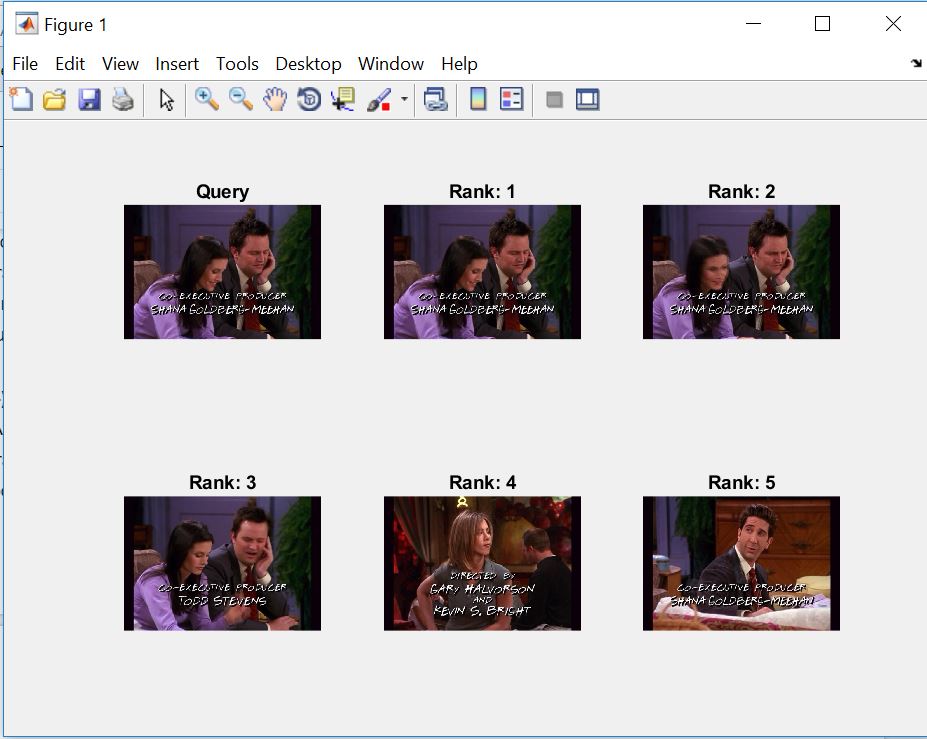 Figure 1
File Edit View Insert Tools Desktop Window Help
Query
CO-EXECUTIVE PRODUCER
SHANA GOLDBERG-MEEHAN
Rank: 1
CO-EXECUTIVE PRODUCER
SHANA GOLDBERG-MEEHAN
Rank: 2
CO-EXECUTIVE PRODUCER
SHANA GOLDBERG-MEEHAN
Rank: 3
CO-EXECUTIVE PRODUCER
TODD STEVENS
Rank: 4
DIRECTED BY
GARY HALVORSON
AND
KEVIN S. BRIGHT
Rank: 5
CO-EXECUTIVE PRODUCER
SHANA GOLDBERG-MEEHAN